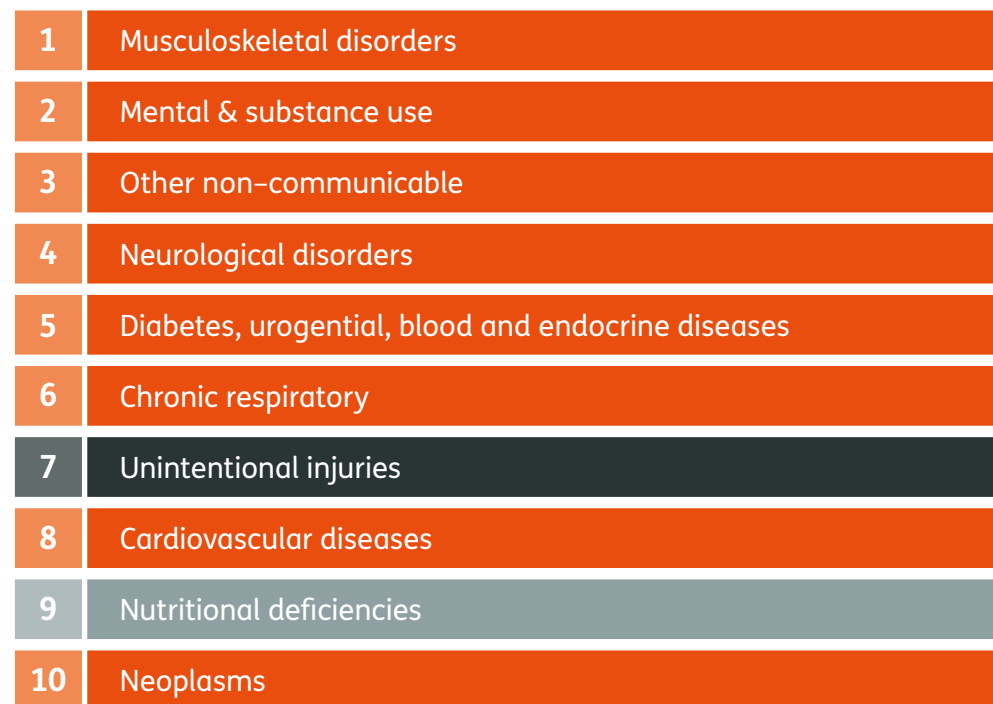 1 Musculoskeletal disorders
2 Mental & substance use
3 Other non–communicable
4 Neurological disorders
5 Diabetes, urogential, blood and endocrine diseases
6 Chronic respiratory
7 Unintentional injuries
8 Cardiovascular diseases
9 Nutritional deficiencies
10 Neoplasms